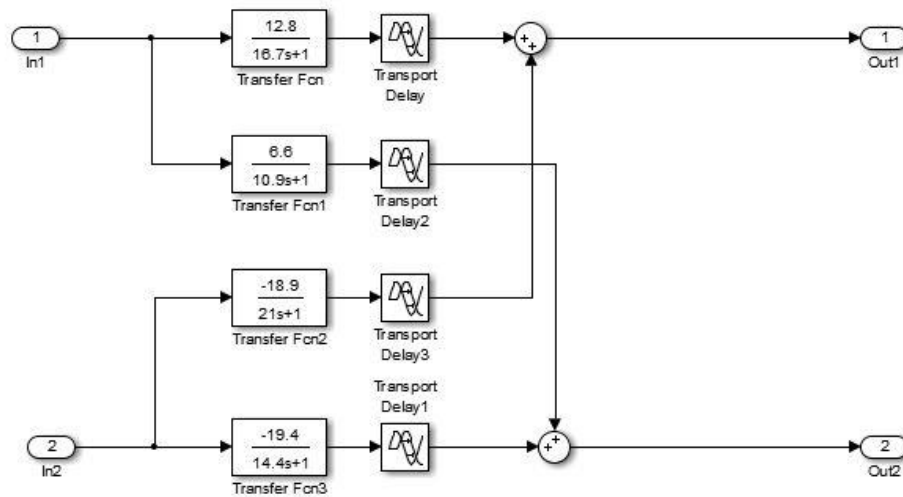 1
In1
12.8
16.7s+1
Transfer Fcn
Transport
Delay
++
1
Out1
6.6
10.9s+1
Transfer Fcn1
Transport
Delay2
-18.9
21s+1
Transfer Fcn2
Transport
Delay3
Transport
Delay1
2
In2
-19.4
14.4s+1
Transfer Fcn3
++
2
Out2